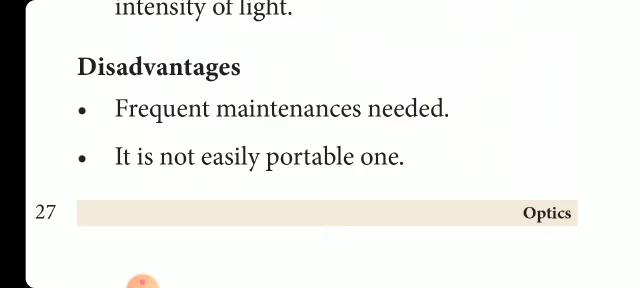 intensity of light.
Disadvantages
• Frequent maintenances needed.
• It is not easily portable one.
27 Optics